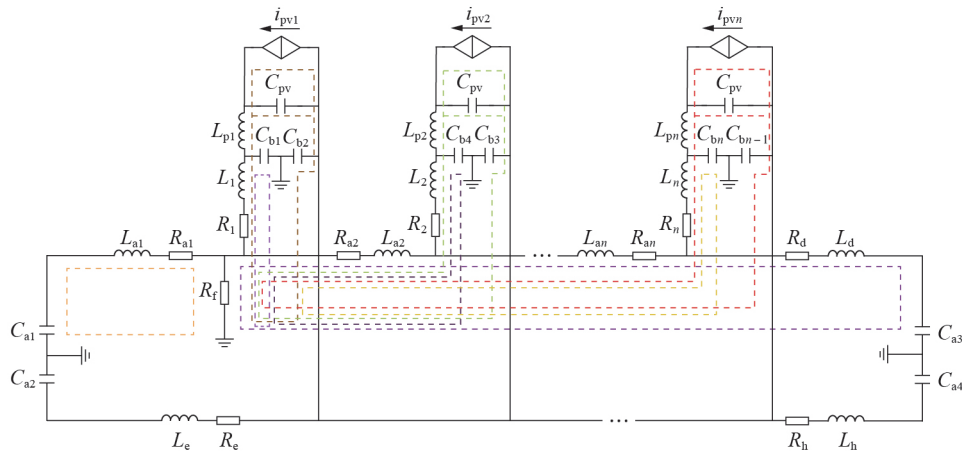 i_pv1 i_pv2 i_pvn
C_pv C_pv C_pv
L_p1 C_b1 C_b2 L_p2 C_b4 C_b3 L_pn C_bn C_bn−1
L_1 L_2 L_n
R_1 R_2 R_n
L_a1 R_a1 R_a2 L_a2 ··· L_an R_an R_d L_d
R_f
C_a1 C_a3
C_a2 C_a4
L_e R_e ··· R_h L_h